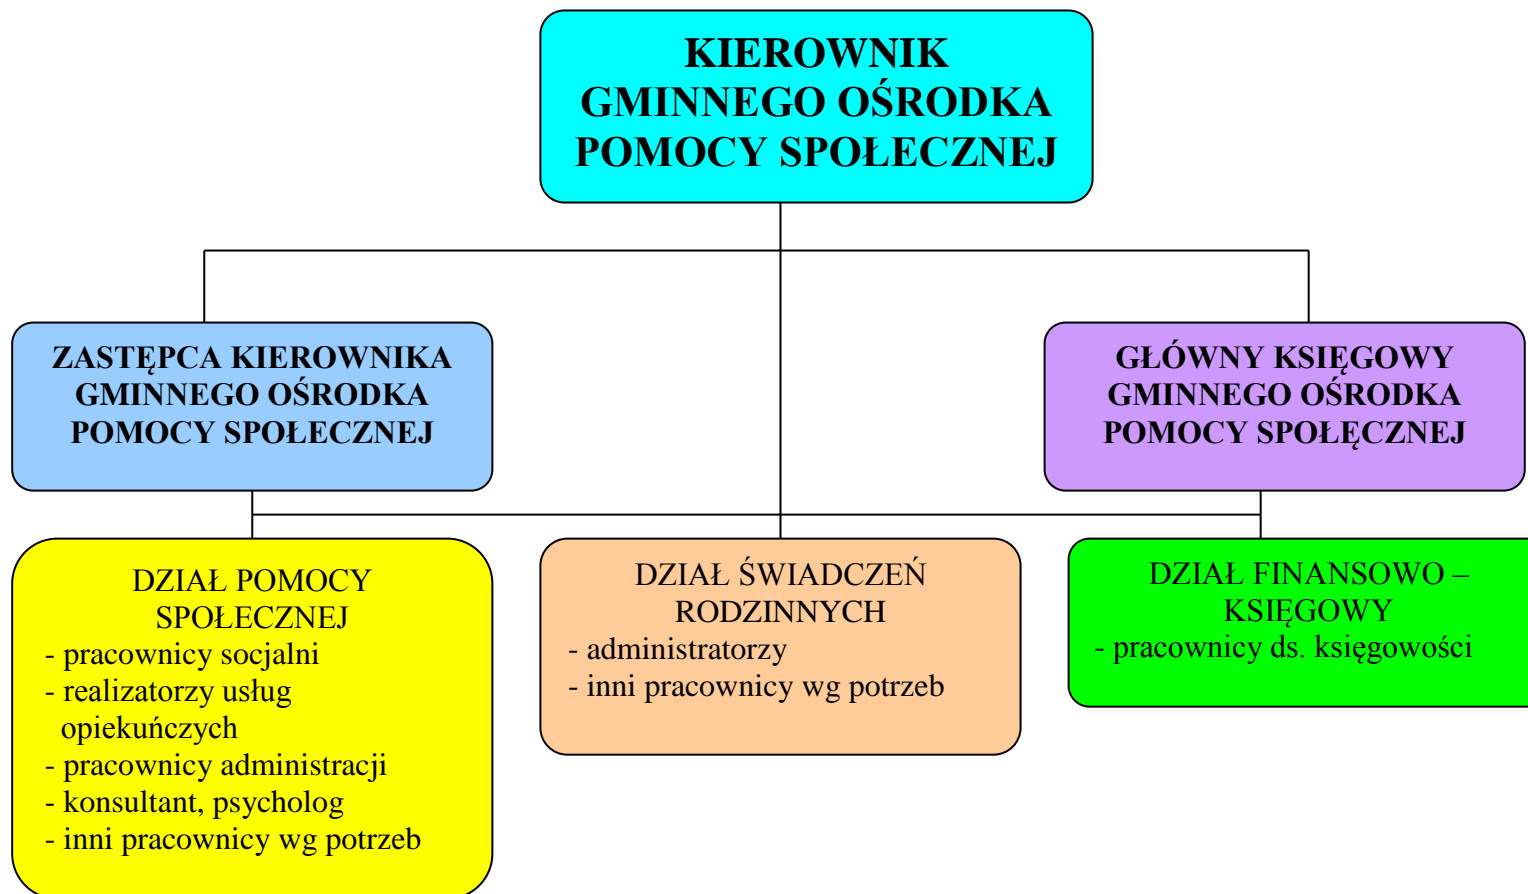 KIEROWNIK
GMINNEGO OŚRODKA
POMOCY SPOŁECZNEJ
ZASTĘPCA KIEROWNIKA
GMINNEGO OŚRODKA
POMOCY SPOŁECZNEJ
GŁÓWNY KSIĘGOWY
GMINNEGO OŚRODKA
POMOCY SPOŁĘCZNEJ
DZIAŁ POMOCY
SPOŁECZNEJ
- pracownicy socjalni
- realizatorzy usług
opiekuńczych
- pracownicy administracji
- konsultant, psycholog
- inni pracownicy wg potrzeb
DZIAŁ ŚWIADCZEŃ
RODZINNYCH
- administratorzy
- inni pracownicy wg potrzeb
DZIAŁ FINANSOWO –
KSIĘGOWY
- pracownicy ds. księgowości